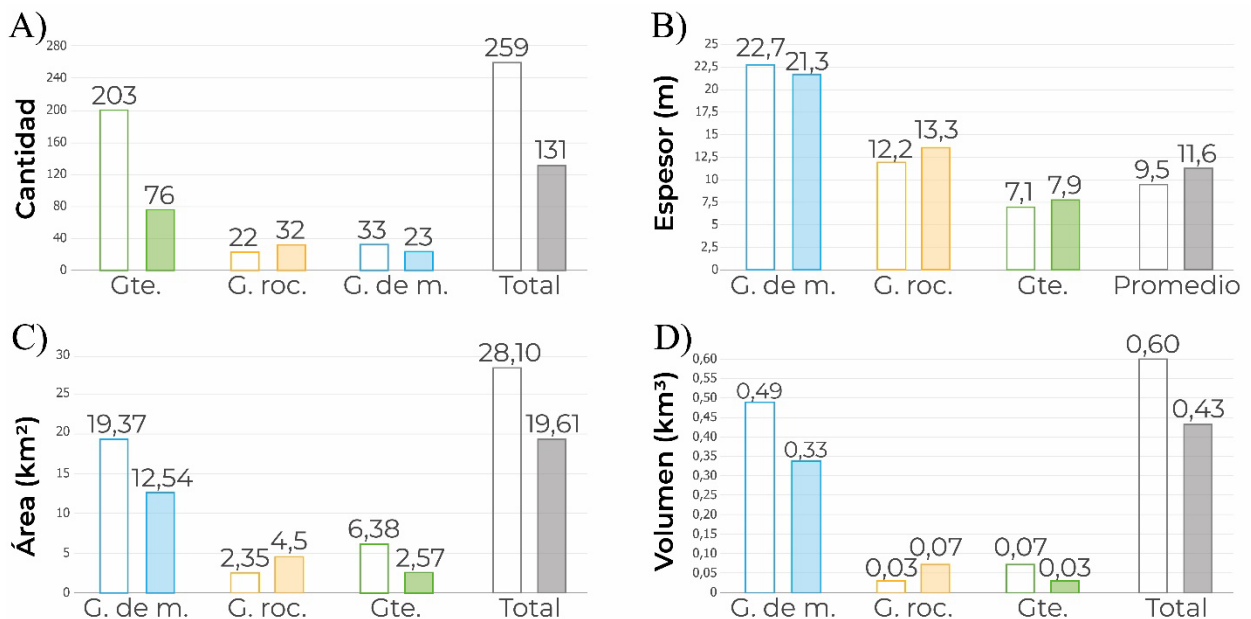 A)
Cantidad
280
240
200
160
120
80
40
0
203
76
22
32
33
23
259
131
Gte.
G. roc.
G. de m.
Total
B)
Espesor (m)
25
22,5
20
17,5
15
12,5
10
7,5
5
2,5
0
22,7
21,3
12,2
13,3
7,1
7,9
9,5
11,6
G. de m.
G. roc.
Gte.
Promedio
C)
Área (km²)
30
25
20
15
10
5
0
19,37
12,54
2,35
4,5
6,38
2,57
28,10
19,61
G. de m.
G. roc.
Gte.
Total
D)
Volumen (km³)
0,60
0,55
0,50
0,45
0,40
0,35
0,30
0,25
0,20
0,15
0,10
0,05
0
0,49
0,33
0,03
0,07
0,07
0,03
0,60
0,43
G. de m.
G. roc.
Gte.
Total